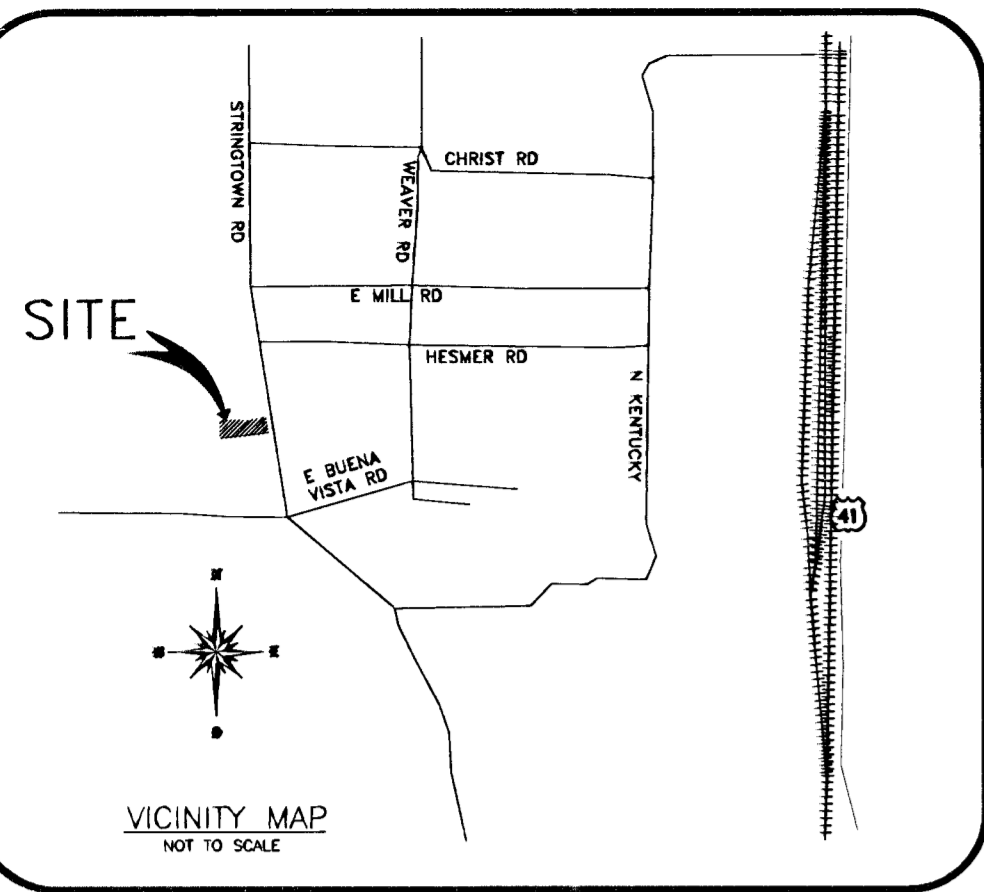 STRINGTOWN RD
WEAVER RD
CHRIST RD
E MILL RD
SITE
HESMER RD
N KENTUCKY
E BUENA
VISTA RD
41
N
E
VICINITY MAP
NOT TO SCALE